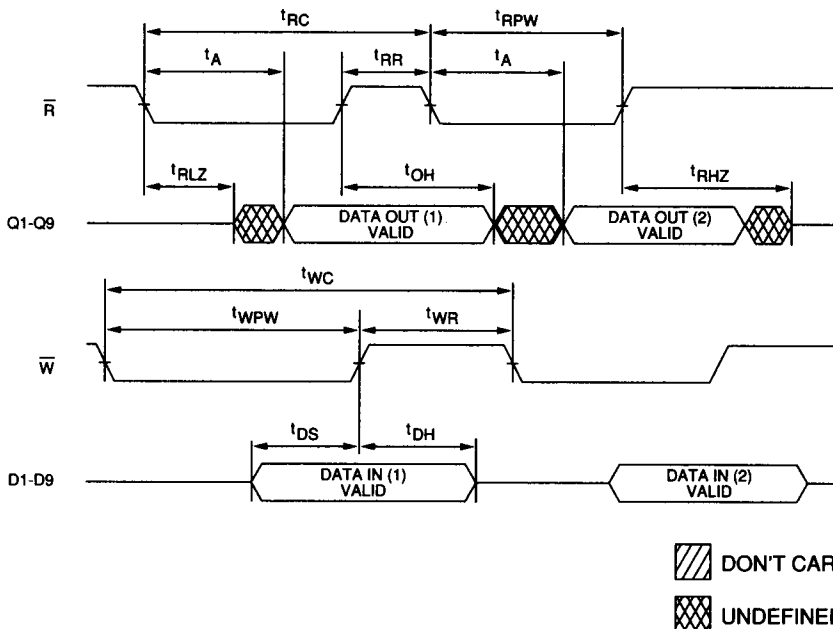 tRC tRPW
tA tRR tA
R̅
tRLZ tOH tRHZ
Q1-Q9
DATA OUT (1)
VALID
DATA OUT (2)
VALID
tWC
tWPW tWR
W̅
tDS tDH
D1-D9
DATA IN (1)
VALID
DATA IN (2)
VALID
DON'T CAR
UNDEFINE